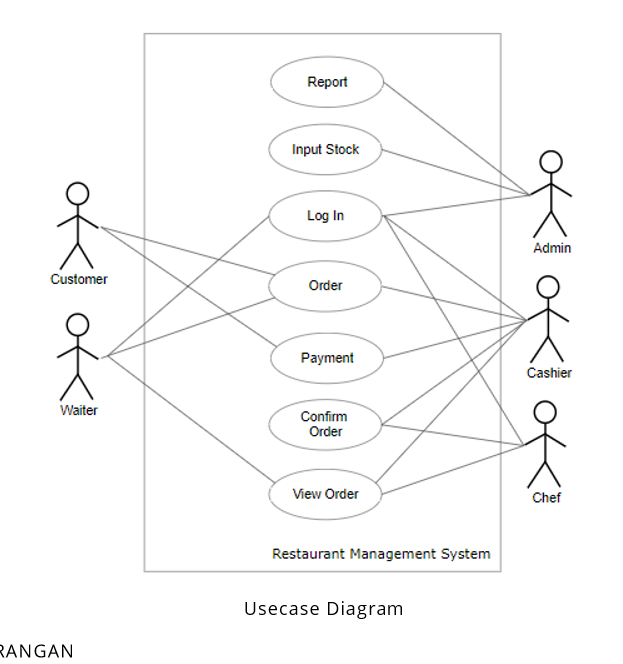 Report
Input Stock
Log In
Order
Payment
Confirm
Order
View Order
Customer
Waiter
Admin
Cashier
Chef
Restaurant Management System
Usecase Diagram
RANGAN